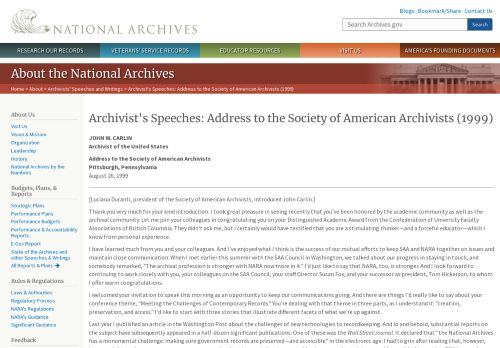 Blogs · Bookmark/Share · Contact Us
NATIONAL ARCHIVES
Search Archives.gov
Search
RESEARCH OUR RECORDS
VETERANS' SERVICE RECORDS
EDUCATOR RESOURCES
VISIT US
AMERICA'S FOUNDING DOCUMENTS
About the National Archives
Home > About > Archivists' Speeches and Writings > Archivist's Speeches: Address to the Society of American Archivists (1999)
About Us
Visit Us
Vision & Mission
Organization
Leadership
History
National Archives by the
Numbers
Budgets, Plans, &
Reports
Strategic Plans
Performance Plans
Performance Budgets
Performance & Accountability
Reports
E-Gov Report
State of the Archives and
other Speeches & Writings
All Reports & Plans
Rules & Regulations
Laws & Authorities
Regulatory Process
NARA's Regulations
NARA's Guidance
Significant Guidance
Feedback
Archivist's Speeches: Address to the Society of American Archivists (1999)
JOHN W. CARLIN
Archivist of the United States
Address to the Society of American Archivists
Pittsburgh, Pennsylvania
August 26, 1999
[Luciana Duranti, president of the Society of American Archivists, introduced John Carlin.]
Thank you very much for your kind introduction. I took great pleasure in seeing recently that you've been honored by the academic community as well as the
archival community. Let me join your colleagues in congratulating you on your Distinguished Academic Award from the Confederation of University Faculty
Associations of British Columbia. They didn't ask me, but I certainly would have testified that you are a stimulating thinker—and a forceful educator—which I
know from personal experience.
I have learned much from you and your colleagues. And I've enjoyed what I think is the success of our mutual efforts to keep SAA and NARA together on issues and
maintain close communication. When I met earlier this summer with the SAA Council in Washington, we talked about our progress in staying in touch, and
somebody remarked, "The archival profession is stronger with NARA now more in it." I'd just like to say that NARA, too, is stronger. And I look forward to
continuing to work closely with you, your colleagues on the SAA Council, your staff Director Susan Fox, and your successor as president, Tom Hickerson, to whom
I offer warm congratulations.
I welcomed your invitation to speak this morning as an opportunity to keep our communications going. And there are things I'd really like to say about your
conference theme, "Meeting the Challenges of Contemporary Records." You're dealing with that theme in three parts, as I understand it: "creation,
preservation, and access." I'd like to start with three stories that illustrate different facets of what we're up against.
Last year I published an article in the Washington Post about the challenges of new technologies to recordkeeping. And lo and behold, substantial reports on
the subject have subsequently appeared in a half-dozen significant publications. One of these was the Wall Street Journal. It declared that "The National Archives
has a monumental challenge: making sure government records are preserved—and accessible" in the electronic age. I had to grin after reading that, however,